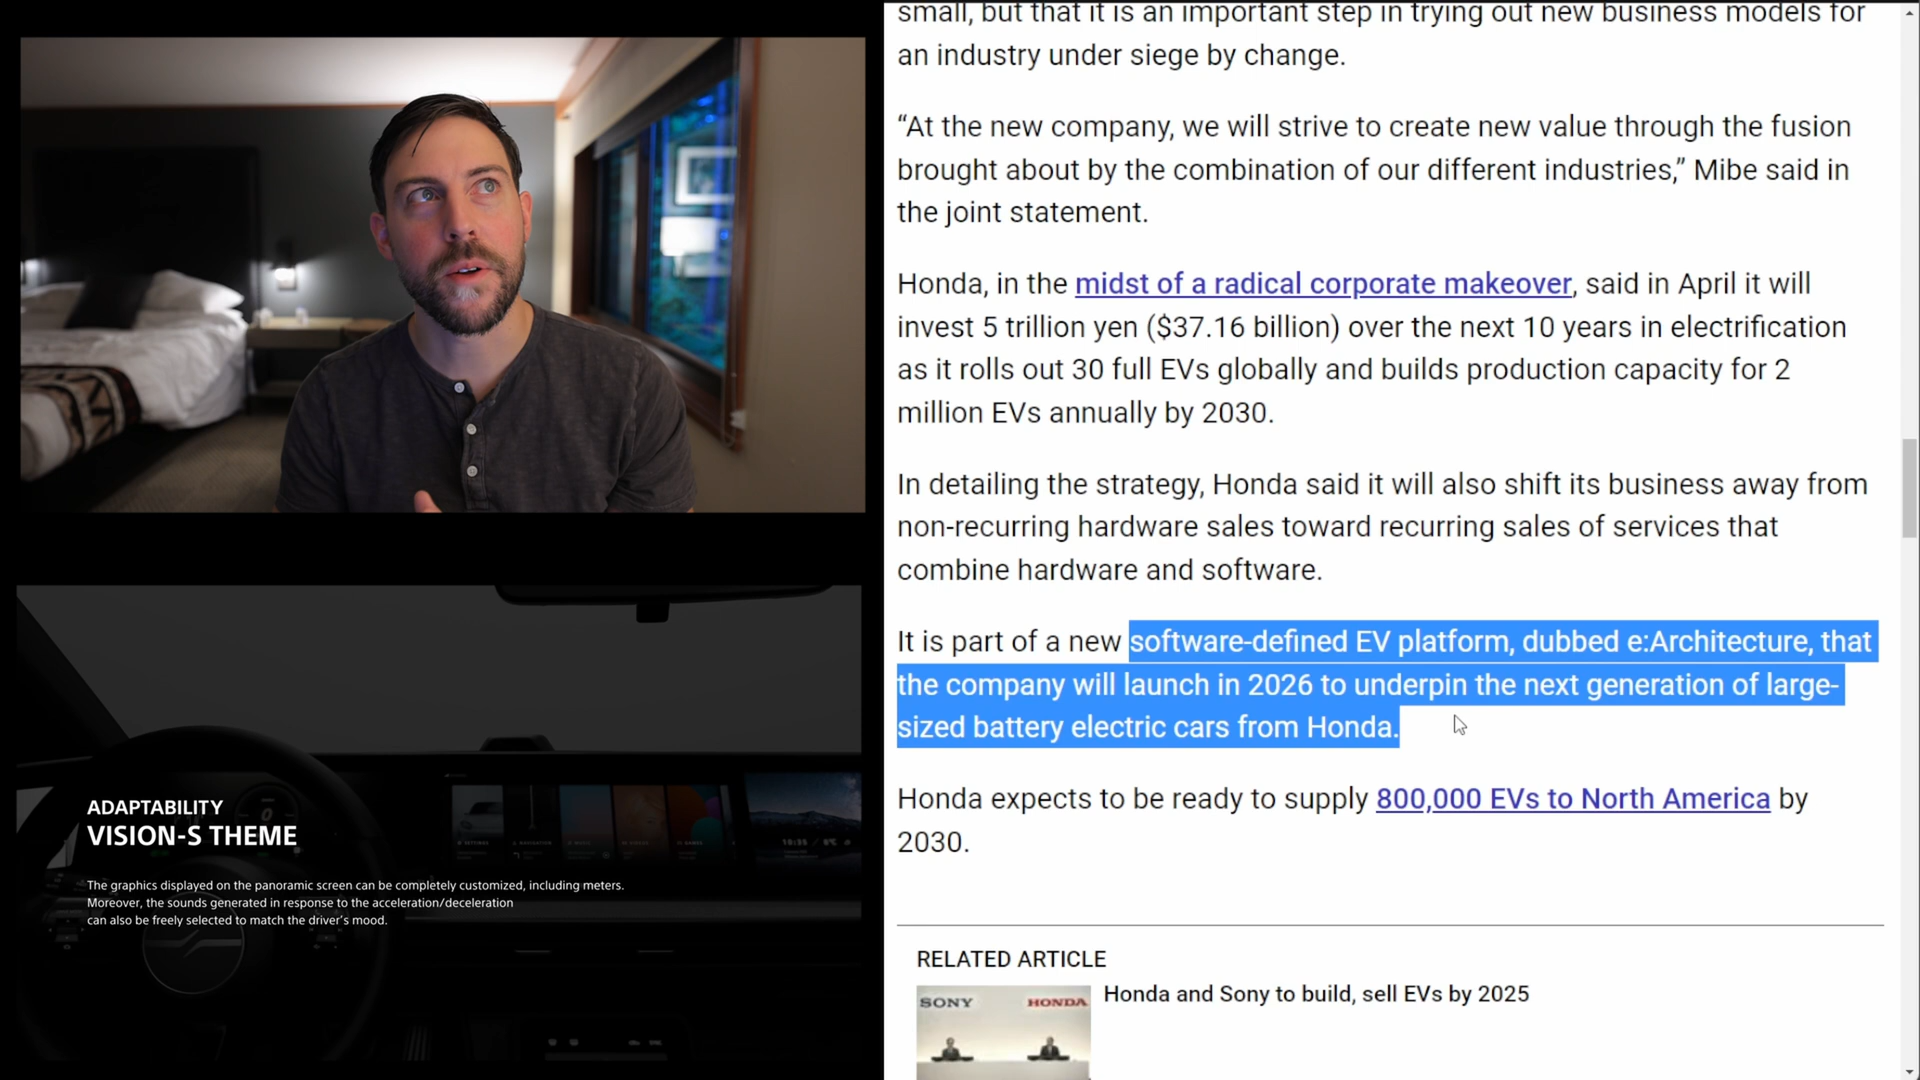 small, but that it is an important step in trying out new business models for
an industry under siege by change.
“At the new company, we will strive to create new value through the fusion
brought about by the combination of our different industries,” Mibe said in
the joint statement.
Honda, in the midst of a radical corporate makeover, said in April it will
invest 5 trillion yen ($37.16 billion) over the next 10 years in electrification
as it rolls out 30 full EVs globally and builds production capacity for 2
million EVs annually by 2030.
In detailing the strategy, Honda said it will also shift its business away from
non-recurring hardware sales toward recurring sales of services that
combine hardware and software.
It is part of a new software-defined EV platform, dubbed e:Architecture, that
the company will launch in 2026 to underpin the next generation of large-
sized battery electric cars from Honda.
Honda expects to be ready to supply 800,000 EVs to North America by
2030.
RELATED ARTICLE
Honda and Sony to build, sell EVs by 2025
SONY HONDA
ADAPTABILITY
VISION-S THEME
The graphics displayed on the panoramic screen can be completely customized, including meters.
Moreover, the sounds generated in response to the acceleration/deceleration
can also be freely selected to match the driver’s mood.